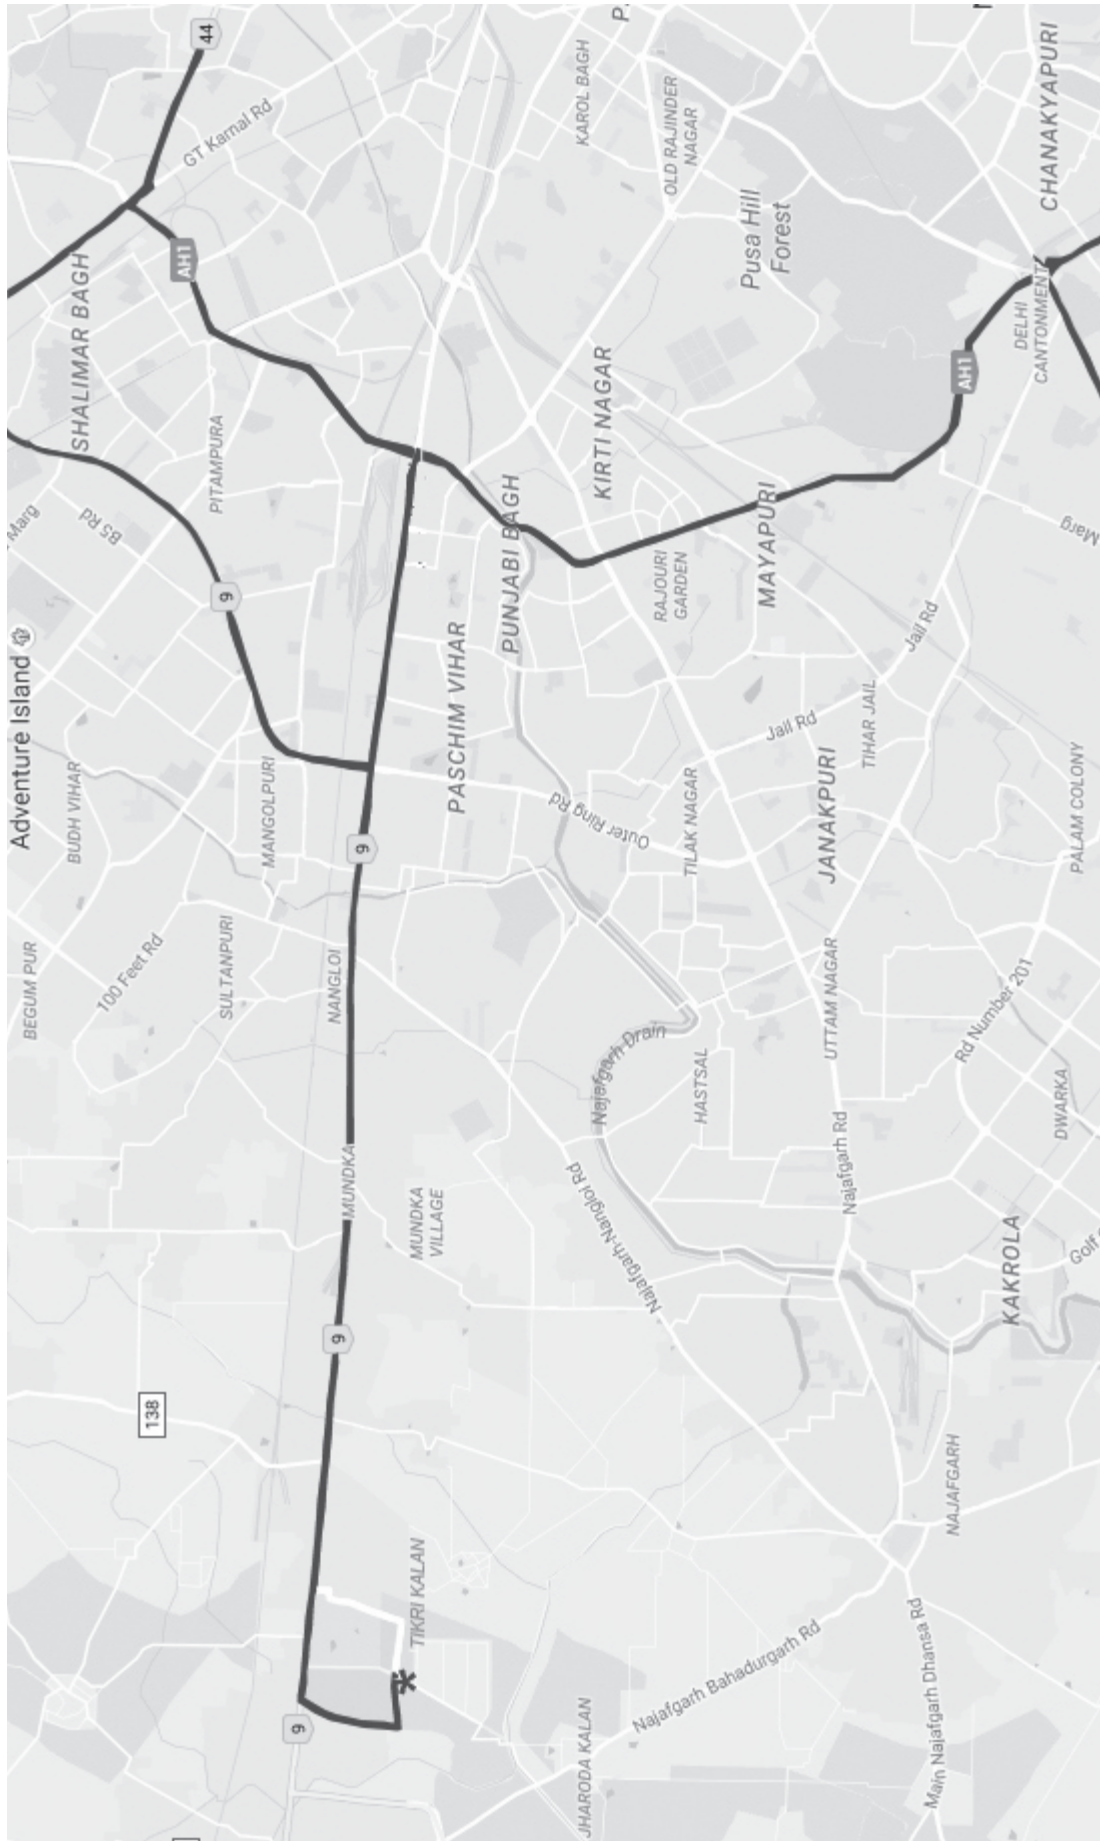 44
GT Karnal Rd
AH1
SHALIMAR BAGH
KAROL BAGH
OLD RAJINDER
NAGAR
CHANAKYAPURI
Pusa Hill
Forest
DELHI
CANTONMENT
AH1
PITAMPURA
KIRTI NAGAR
Marg
B5 Rd
9
PUNJABI BAGH
RAJOURI
GARDEN
MAYAPURI
Marg
Jail Rd
Adventure Island
PASCHIM VIHAR
TIHAR JAIL
Jail Rd
BUDH VIHAR
MANGOLPURI
Outer Ring Rd
TILAK NAGAR
JANAKPURI
PALAM COLONY
9
BEGUM PUR
100 Feet Rd
SULTANPURI
NANGLOI
Najafgarh Drain
UTTAM NAGAR
Rd Number 201
HASTSAL
DWARKA
MUNDKA
MUNDKA
VILLAGE
Najafgarh Rd
Najafgarh-Nangloi Rd
KAKROLA
Golf
9
138
NAJAFGARH
TIKRI KALAN
9
Najafgarh Bahadurgarh Rd
Main Najafgarh Dhansa Rd
JHARODA KALAN